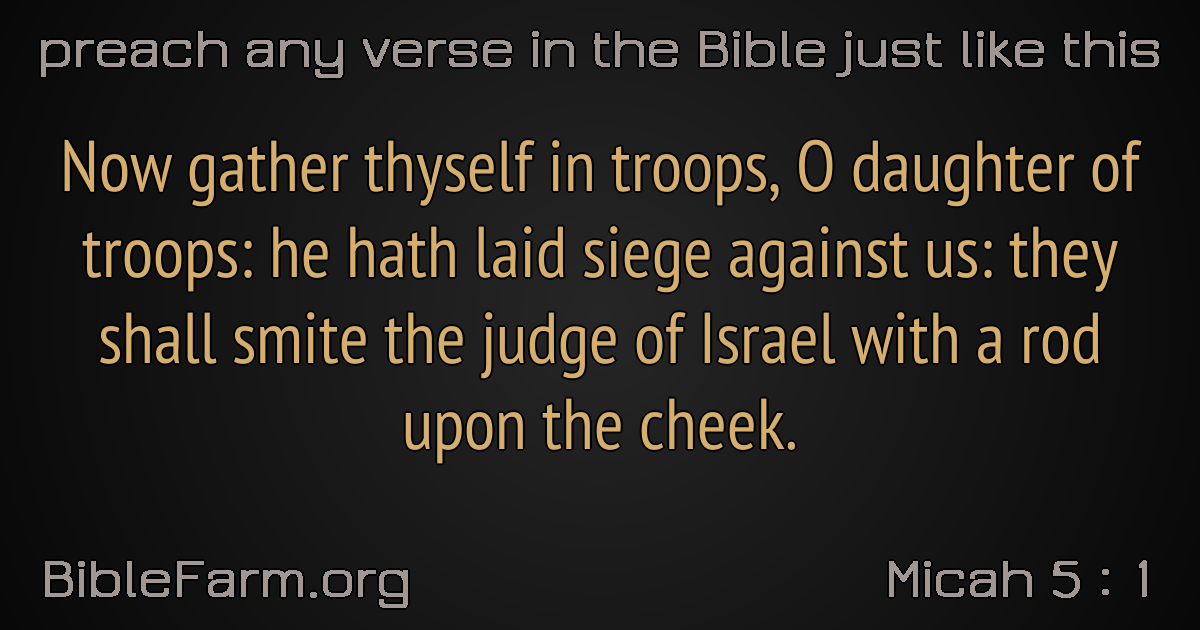 preach any verse in the Bible just like this
Now gather thyself in troops, O daughter of
troops: he hath laid siege against us: they
shall smite the judge of Israel with a rod
upon the cheek.
BibleFarm.org
Micah 5 : 1